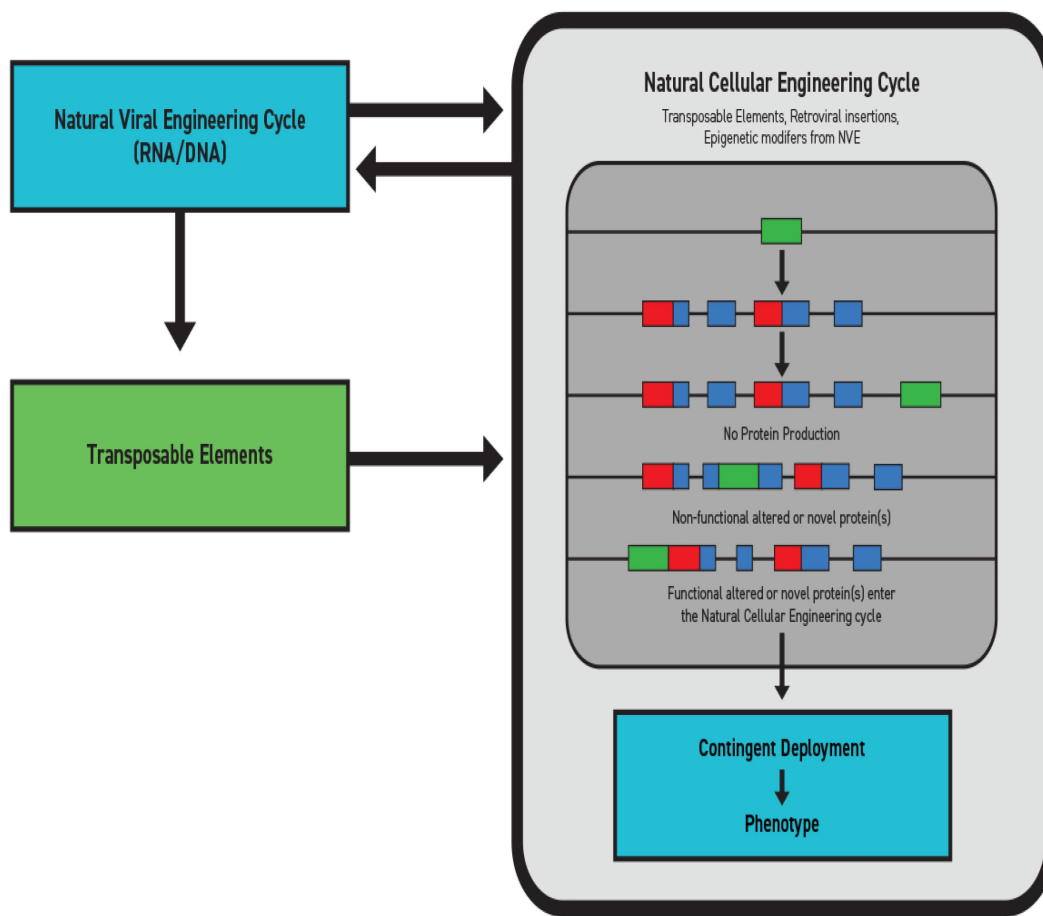 Natural Viral Engineering Cycle
(RNA/DNA)
Transposable Elements
Natural Cellular Engineering Cycle
Transposable Elements, Retroviral insertions,
Epigenetic modifers from NVE
No Protein Production
Non-functional altered or novel protein(s)
Functional altered or novel protein(s) enter
the Natural Cellular Engineering cycle
Contingent Deployment
Phenotype